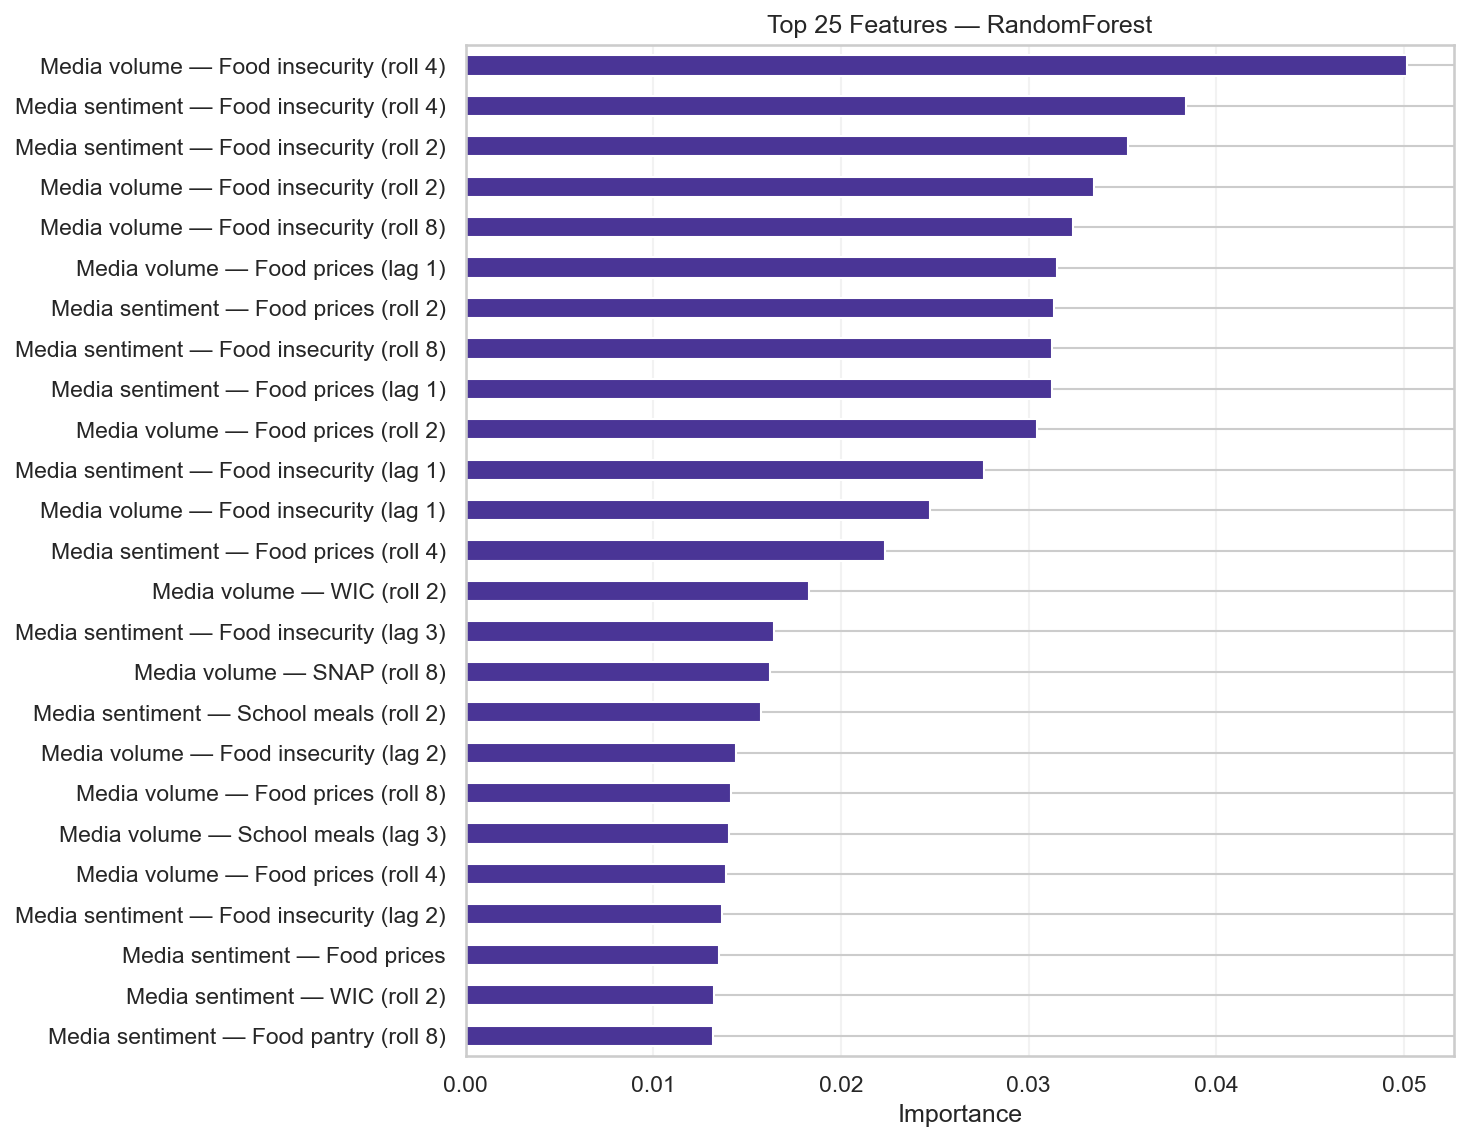 Top 25 Features — RandomForest
Media volume — Food insecurity (roll 4)
Media sentiment — Food insecurity (roll 4)
Media sentiment — Food insecurity (roll 2)
Media volume — Food insecurity (roll 2)
Media volume — Food insecurity (roll 8)
Media volume — Food prices (lag 1)
Media sentiment — Food prices (roll 2)
Media sentiment — Food insecurity (roll 8)
Media sentiment — Food prices (lag 1)
Media volume — Food prices (roll 2)
Media sentiment — Food insecurity (lag 1)
Media volume — Food insecurity (lag 1)
Media sentiment — Food prices (roll 4)
Media volume — WIC (roll 2)
Media sentiment — Food insecurity (lag 3)
Media volume — SNAP (roll 8)
Media sentiment — School meals (roll 2)
Media volume — Food insecurity (lag 2)
Media volume — Food prices (roll 8)
Media volume — School meals (lag 3)
Media volume — Food prices (roll 4)
Media sentiment — Food insecurity (lag 2)
Media sentiment — Food prices
Media sentiment — WIC (roll 2)
Media sentiment — Food pantry (roll 8)
0.00 0.01 0.02 0.03 0.04 0.05
Importance